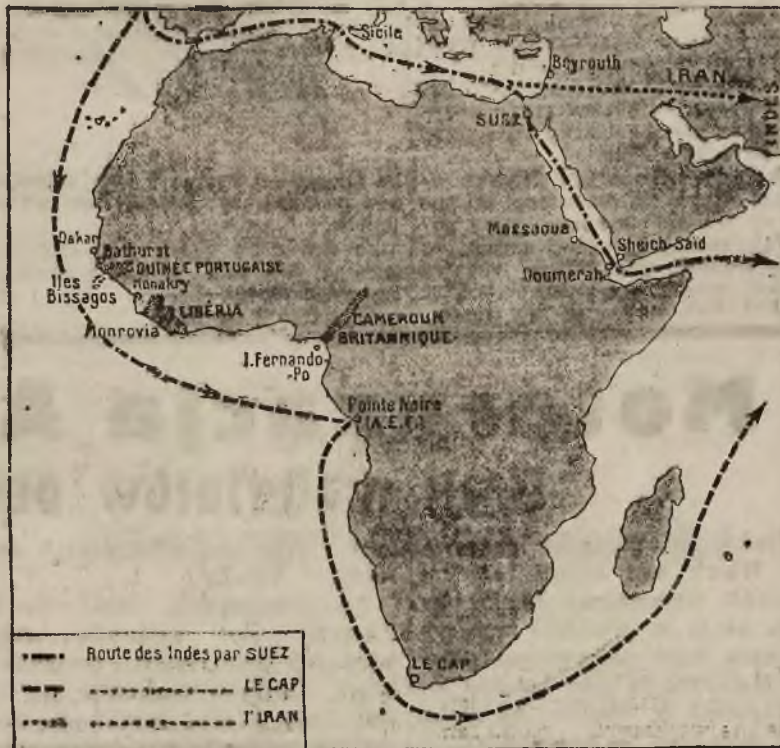 Sicile
Beyrouth
IRAN
INDES
SUEZ
Massaoua
Sheich-Saïd
Doumerah
Dakar
Bathurst
GUINÉE PORTUGAISE
Iles
Bissagos
Konakry
LIBÉRIA
Monrovia
CAMEROUN
BRITANNIQUE
I. Fernando-
-Po
Pointe Noire
(A.E.F.)
LE CAP
Route des Indes par SUEZ
LE CAP
l'IRAN